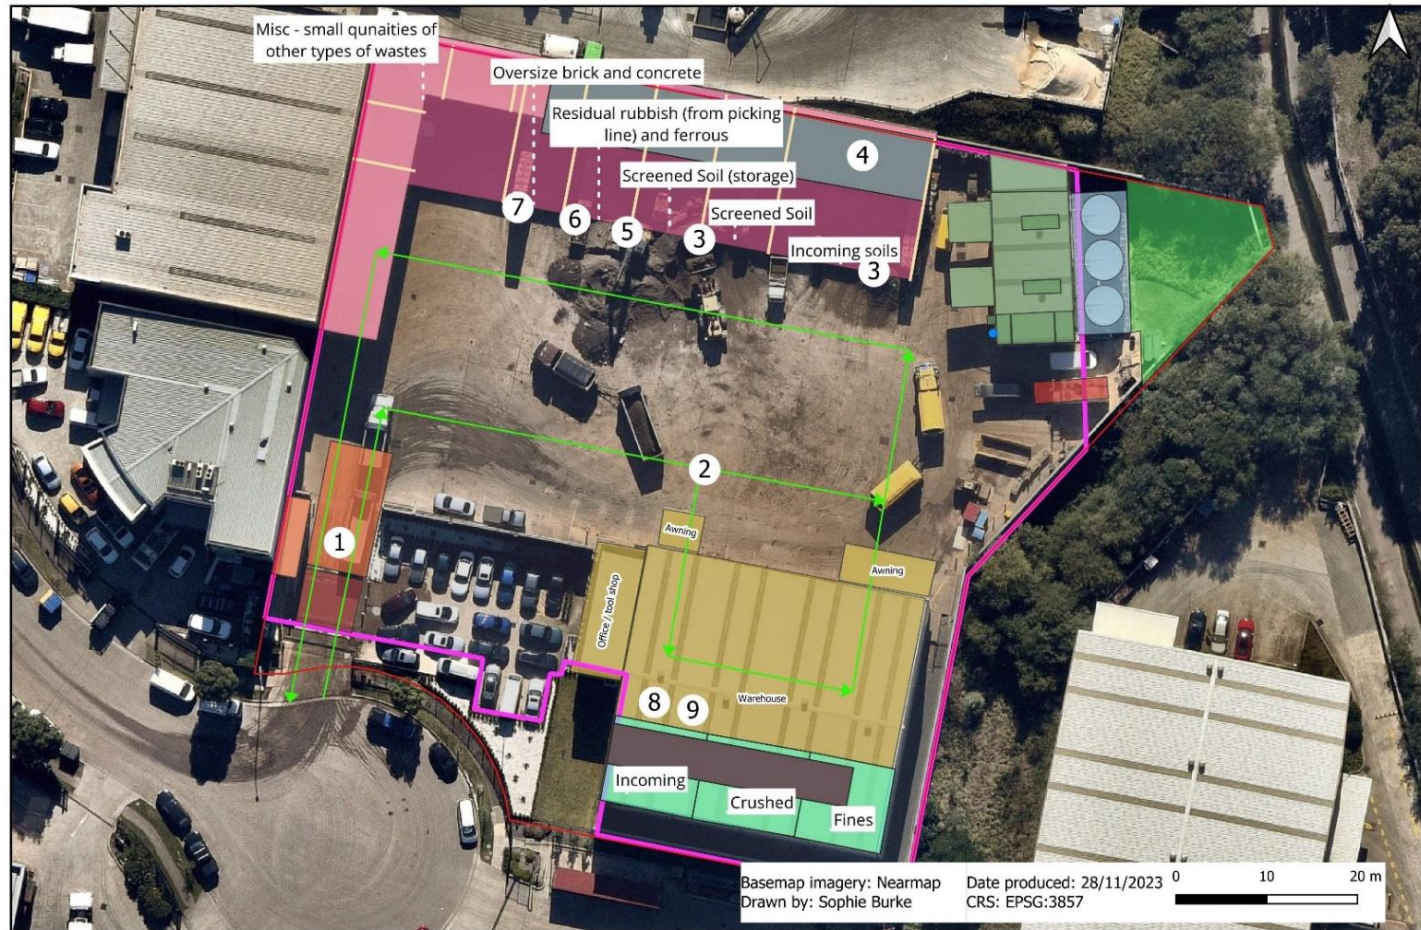 Misc - small qunaities of
other types of wastes
Oversize brick and concrete
Residual rubbish (from picking
line) and ferrous
Screened Soil (storage)
Screened Soil
Incoming soils
4
7
6
5
3
3
2
1
Awning
Awning
Office / tool shop
Warehouse
8
9
Incoming
Crushed
Fines
Basemap imagery: Nearmap
Drawn by: Sophie Burke
Date produced: 28/11/2023
CRS: EPSG:3857
0 10 20 m